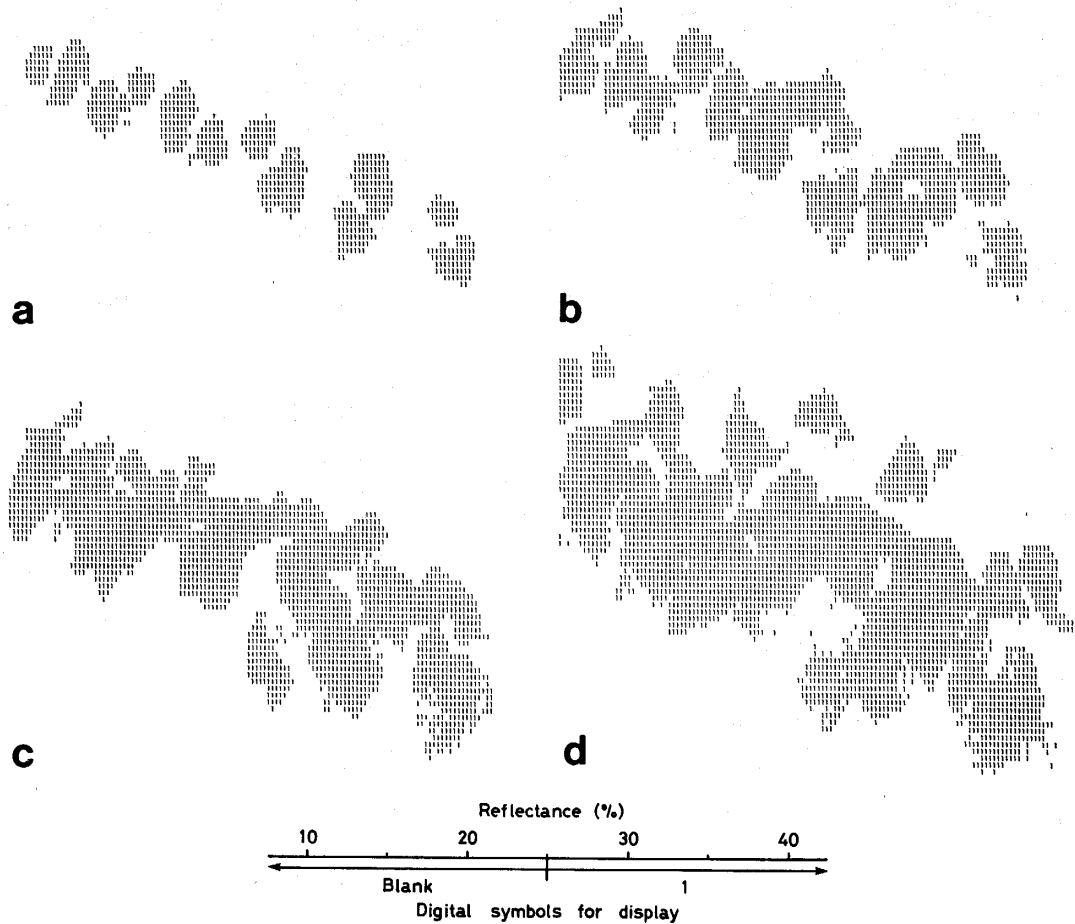 a
b
c
d
Reflectance (%)
10 20 30 40
Blank 1
Digital symbols for display